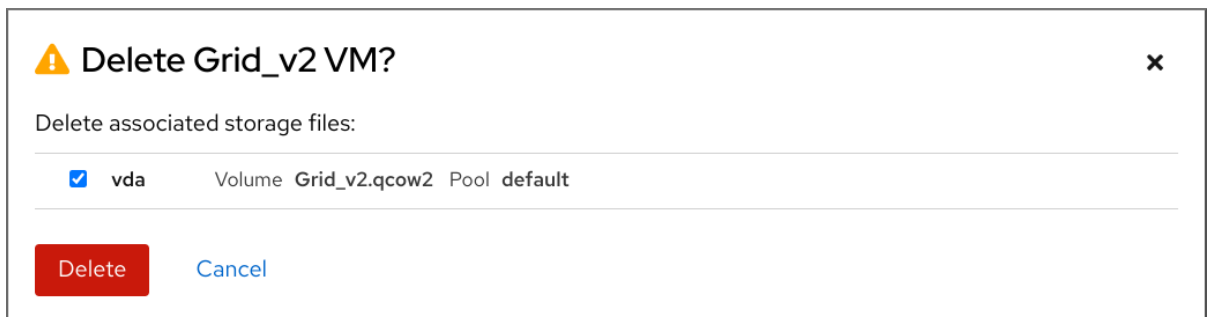 Delete Grid_v2 VM?
Delete associated storage files:
vda Volume Grid_v2.qcow2 Pool default
Delete Cancel